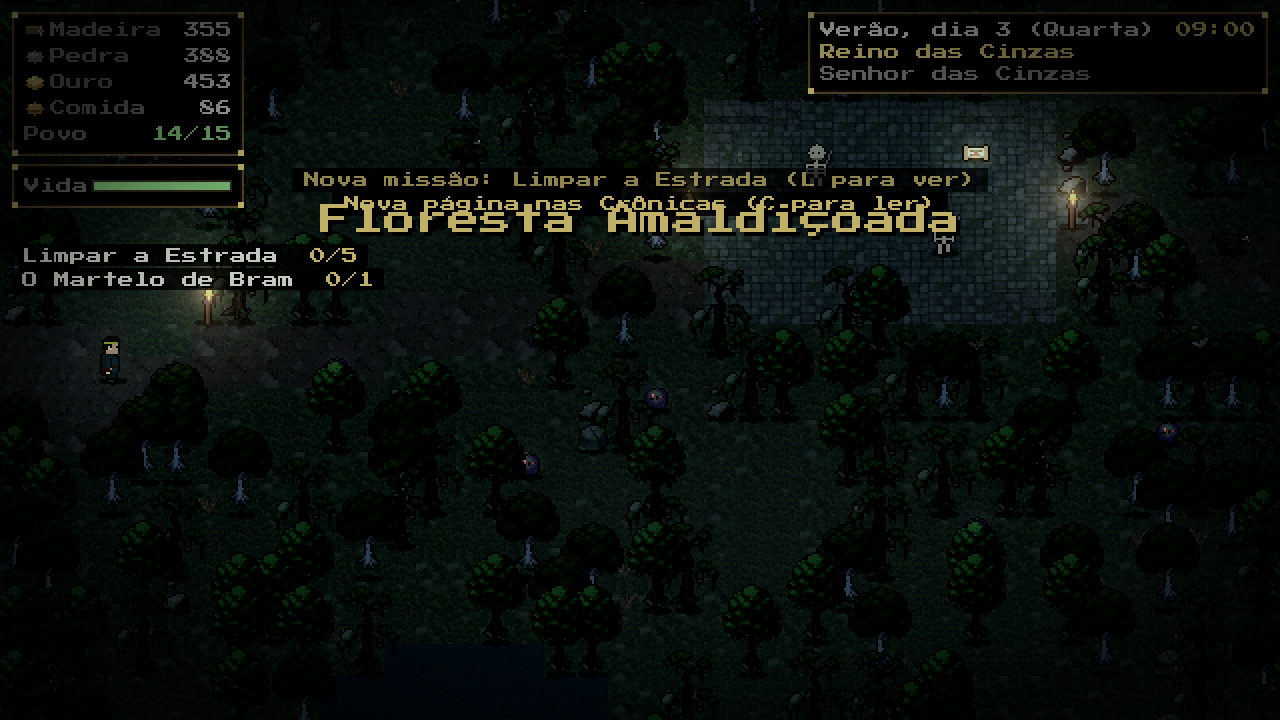 Madeira 355
Pedra 388
Ouro 453
Comida 86
Povo 14/15
Vida
Verão, dia 3 (Quarta) 09:00
Reino das Cinzas
Senhor das Cinzas
Nova missão: Limpar a Estrada (L para ver)
Nova página nas Crônicas (C para ler)
Floresta Amaldiçoada
Limpar a Estrada 0/5
O Martelo de Bram 0/1